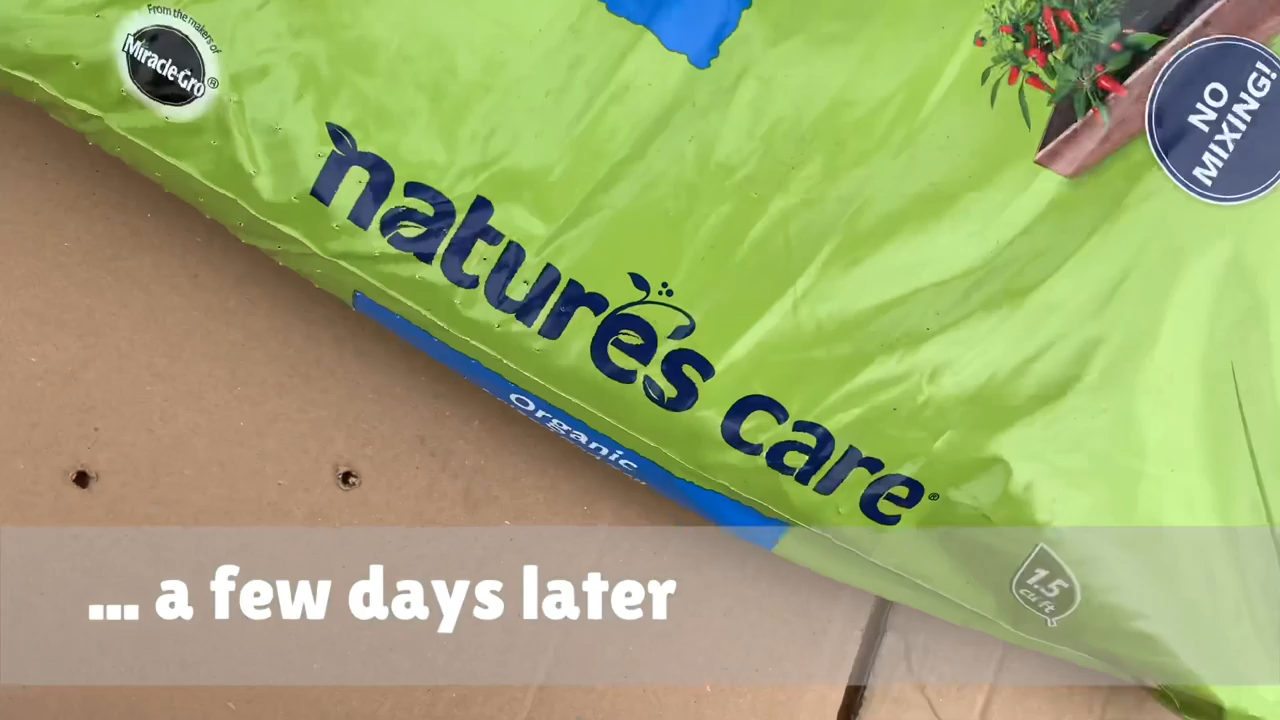 From the makers of
Miracle-Gro®
NO
MIXING!
nature's care®
Organic
1.5
cu ft
... a few days later